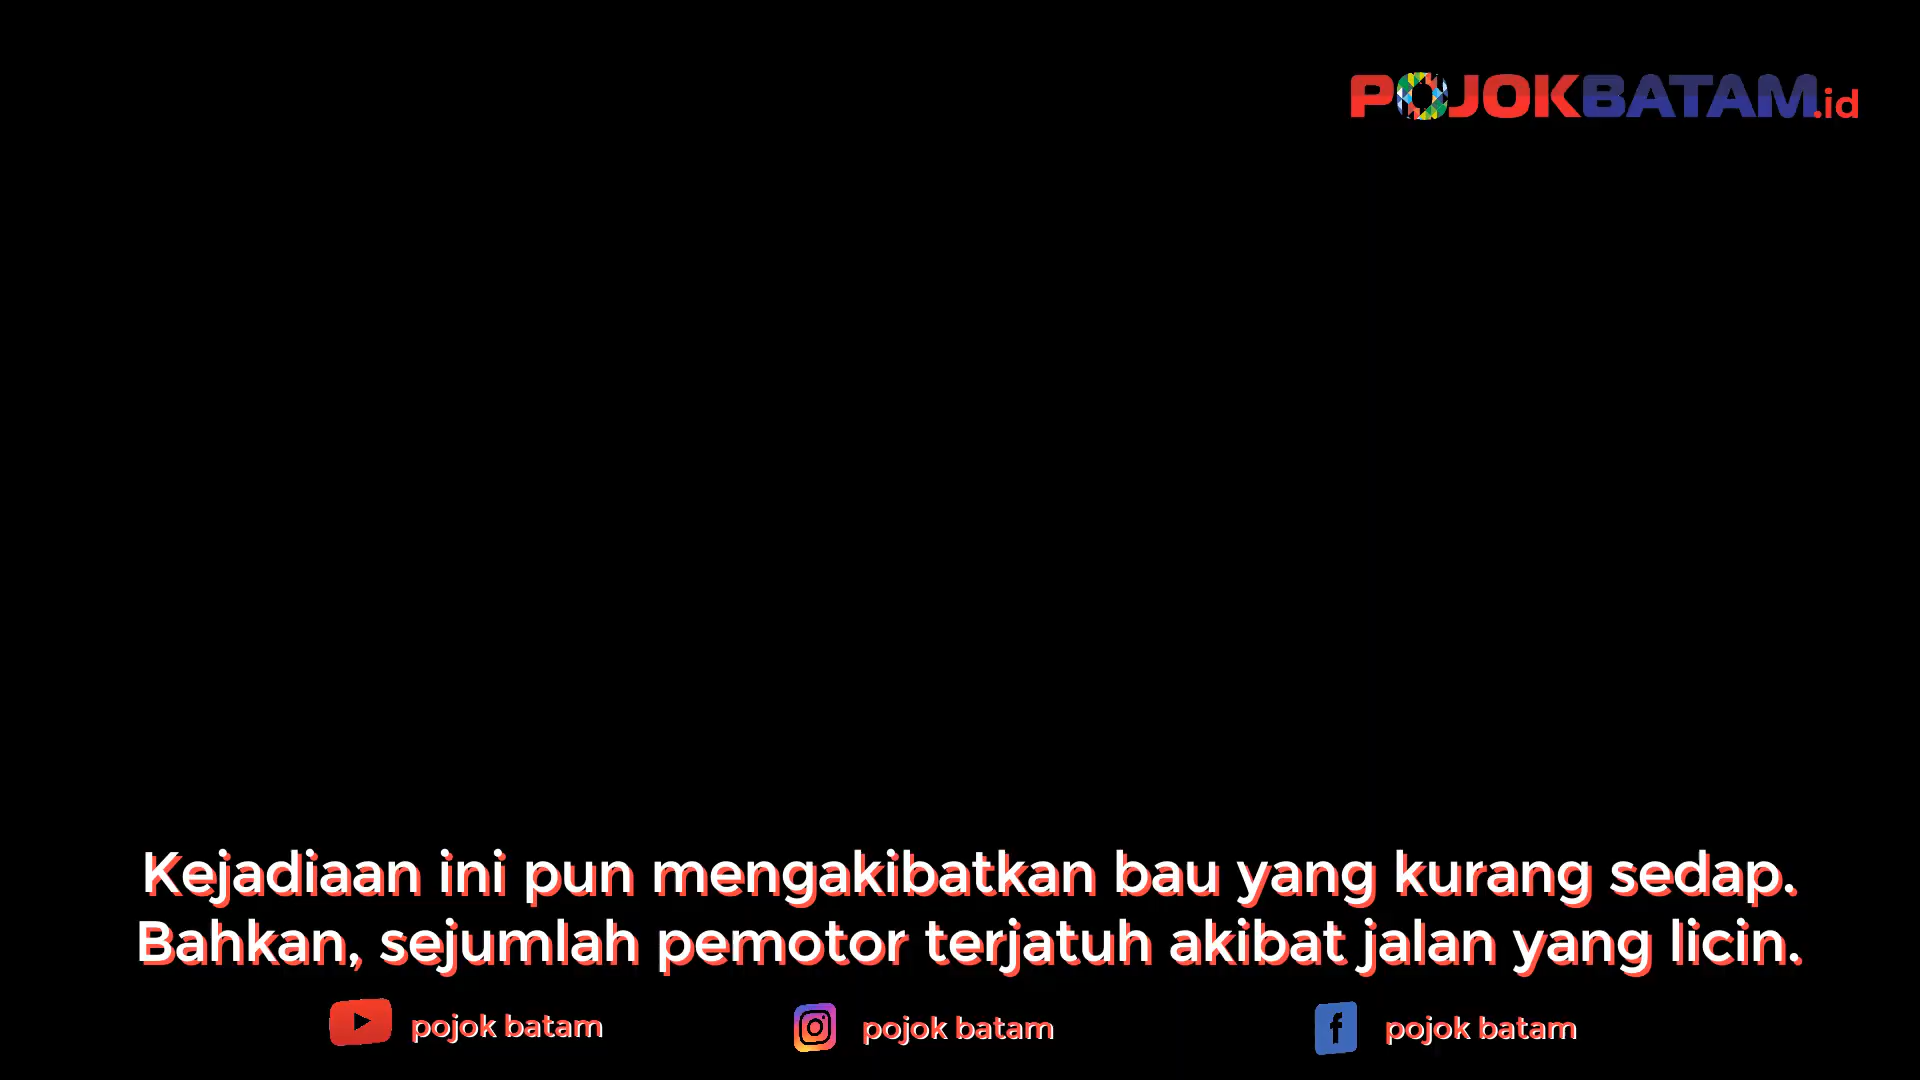 POJOKBATAM.id
Kejadiaan ini pun mengakibatkan bau yang kurang sedap.
Bahkan, sejumlah pemotor terjatuh akibat jalan yang licin.
pojok batam
pojok batam
pojok batam